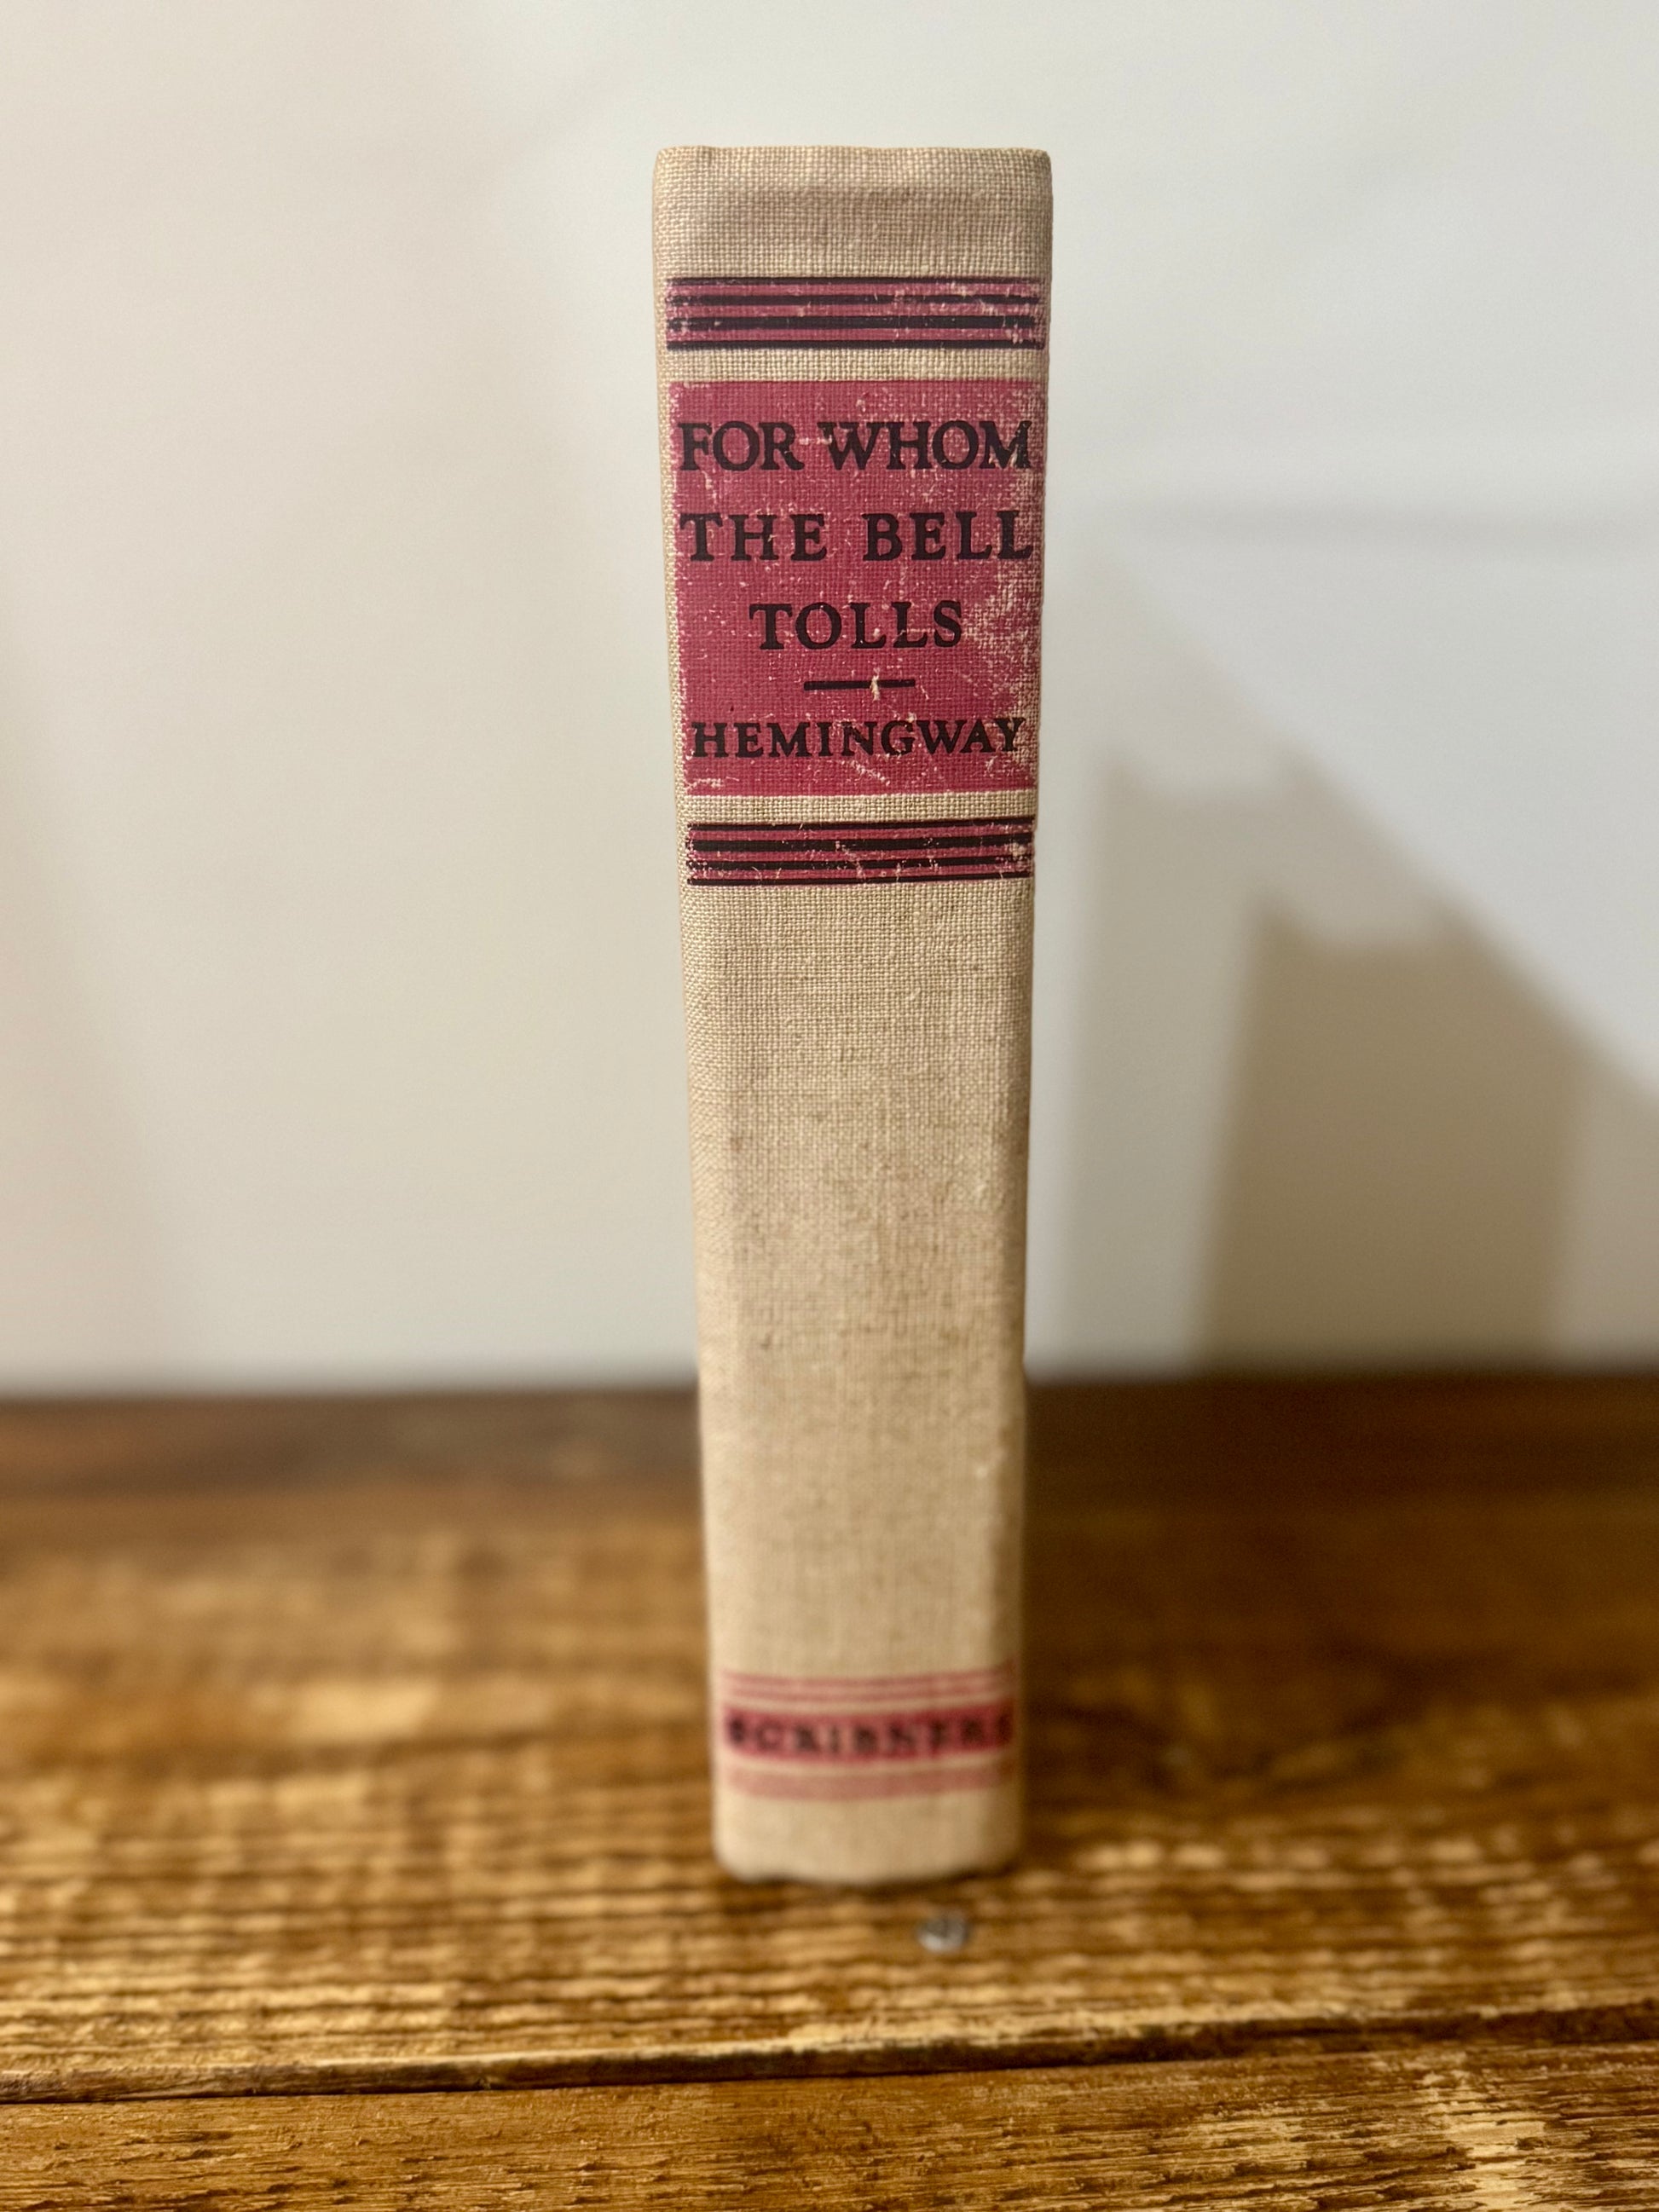 FOR WHOM
THE BELL
TOLLS
HEMINGWAY
SCRIBNERS